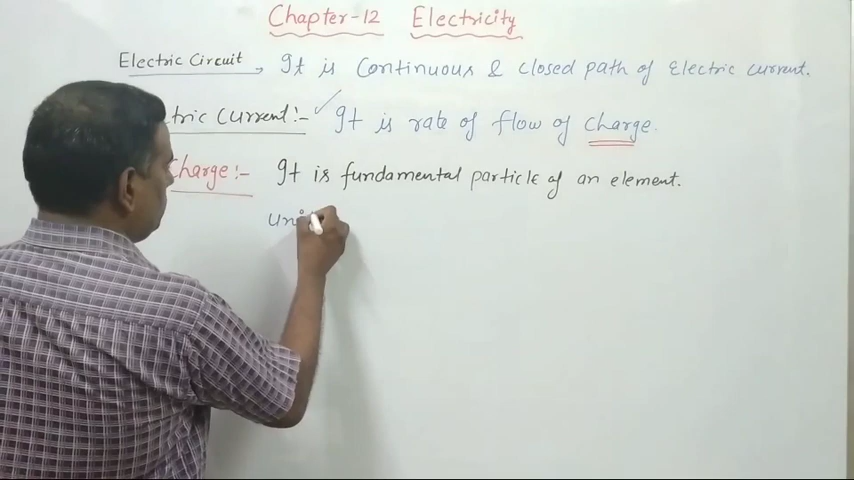 Chapter-12 Electricity
Electric Circuit → It is Continuous & closed path of Electric current.
tric Current:- ✓ It is rate of flow of charge.
Charge:- It is fundamental particle of an element.